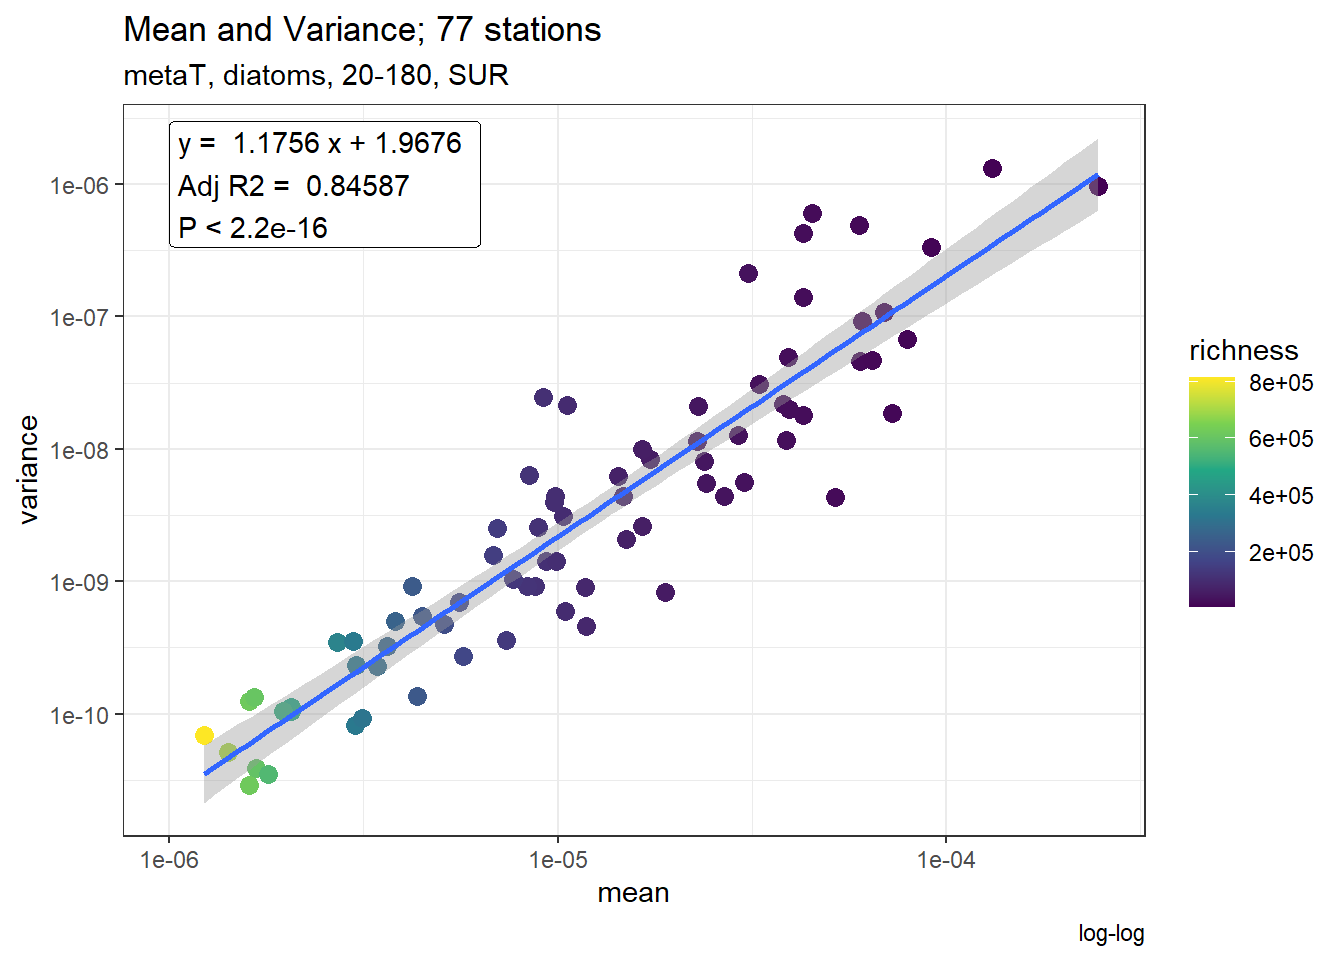 Mean and Variance; 77 stations
metaT, diatoms, 20-180, SUR
y =  1.1756 x + 1.9676
Adj R2 =  0.84587
P < 2.2e-16
variance
1e-06
1e-07
1e-08
1e-09
1e-10
1e-06
1e-05
1e-04
mean
log-log
richness
8e+05
6e+05
4e+05
2e+05